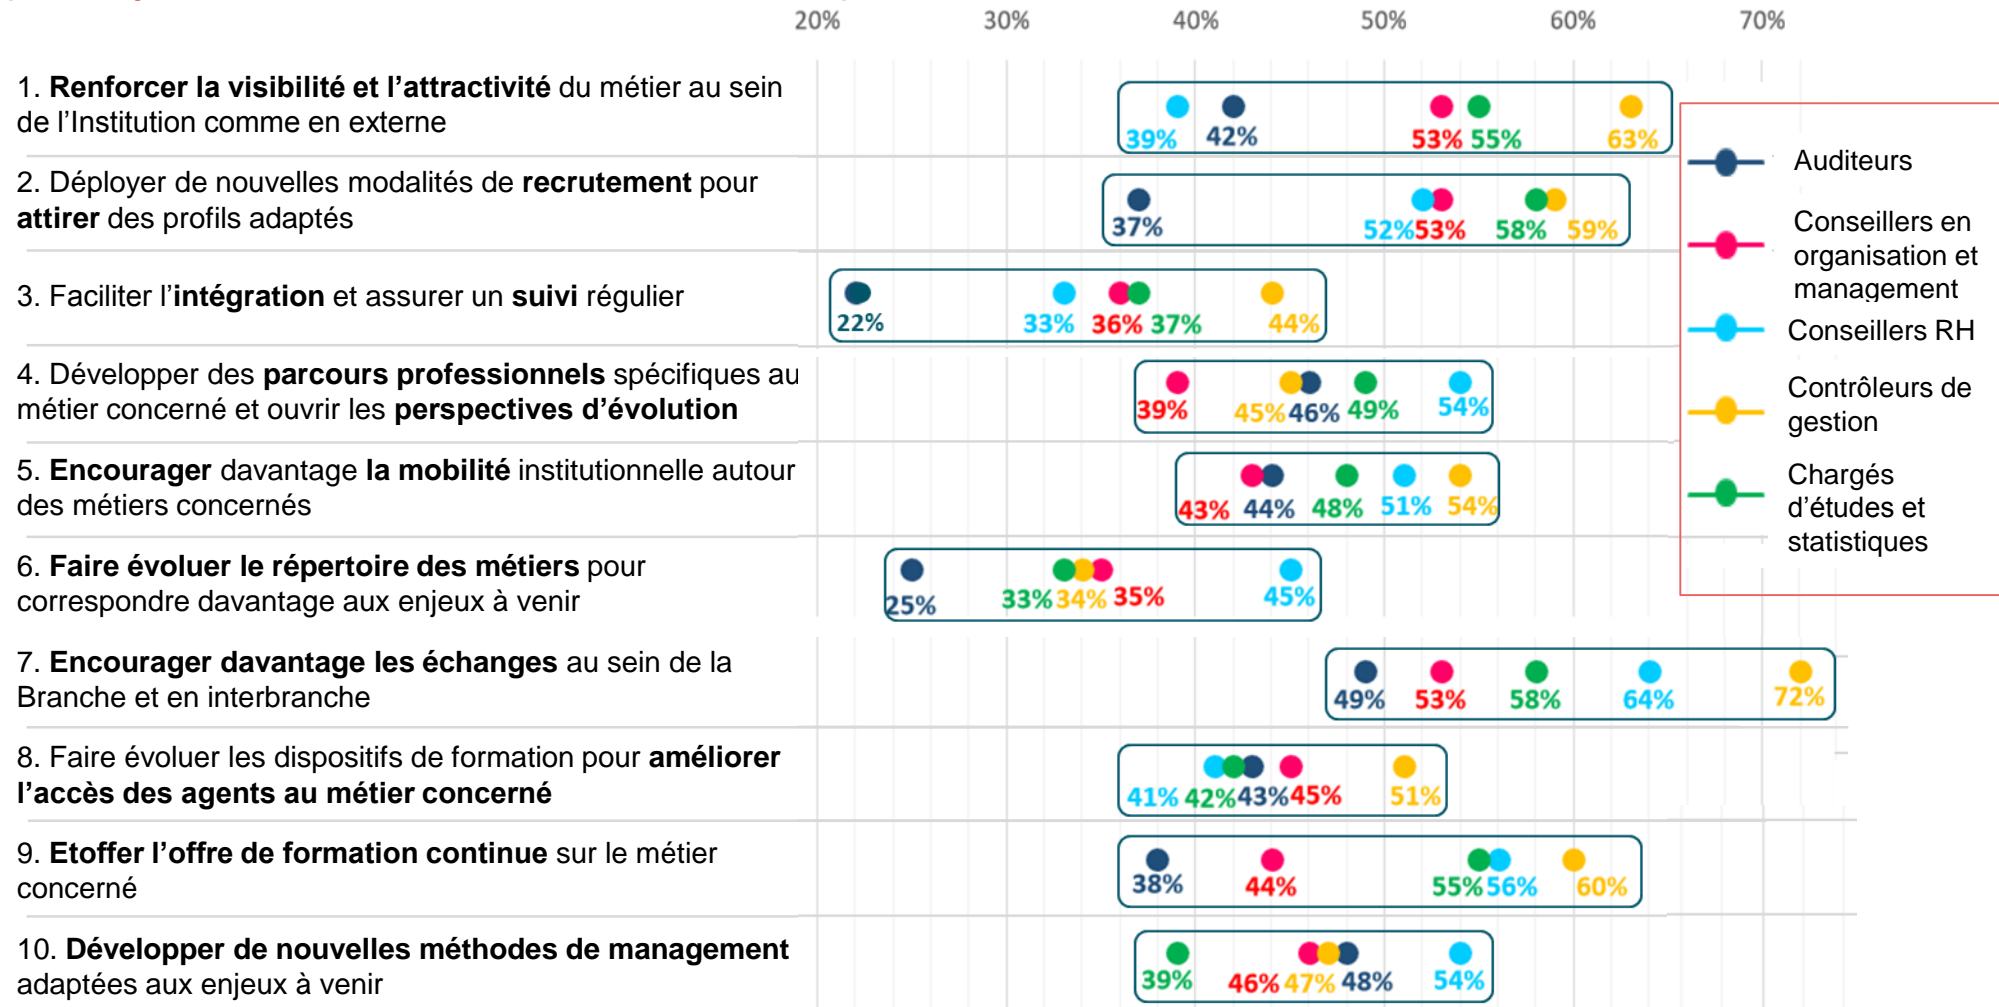 20% 30% 40% 50% 60% 70%
1. Renforcer la visibilité et l'attractivité du métier au sein
de l'Institution comme en externe
39% 42% 53% 55% 63%
2. Déployer de nouvelles modalités de recrutement pour
attirer des profils adaptés
37% 52% 53% 58% 59%
3. Faciliter l'intégration et assurer un suivi régulier
22% 33% 36% 37% 44%
4. Développer des parcours professionnels spécifiques au
métier concerné et ouvrir les perspectives d'évolution
39% 45% 46% 49% 54%
5. Encourager davantage la mobilité institutionnelle autour
des métiers concernés
43% 44% 48% 51% 54%
6. Faire évoluer le répertoire des métiers pour
correspondre davantage aux enjeux à venir
25% 33% 34% 35% 45%
7. Encourager davantage les échanges au sein de la
Branche et en interbranche
49% 53% 58% 64% 72%
8. Faire évoluer les dispositifs de formation pour améliorer
l'accès des agents au métier concerné
41% 42% 43% 45% 51%
9. Etoffer l'offre de formation continue sur le métier
concerné
38% 44% 55% 56% 60%
10. Développer de nouvelles méthodes de management
adaptées aux enjeux à venir
39% 46% 47% 48% 54%
Auditeurs
Conseillers en
organisation et
management
Conseillers RH
Contrôleurs de
gestion
Chargés
d'études et
statistiques